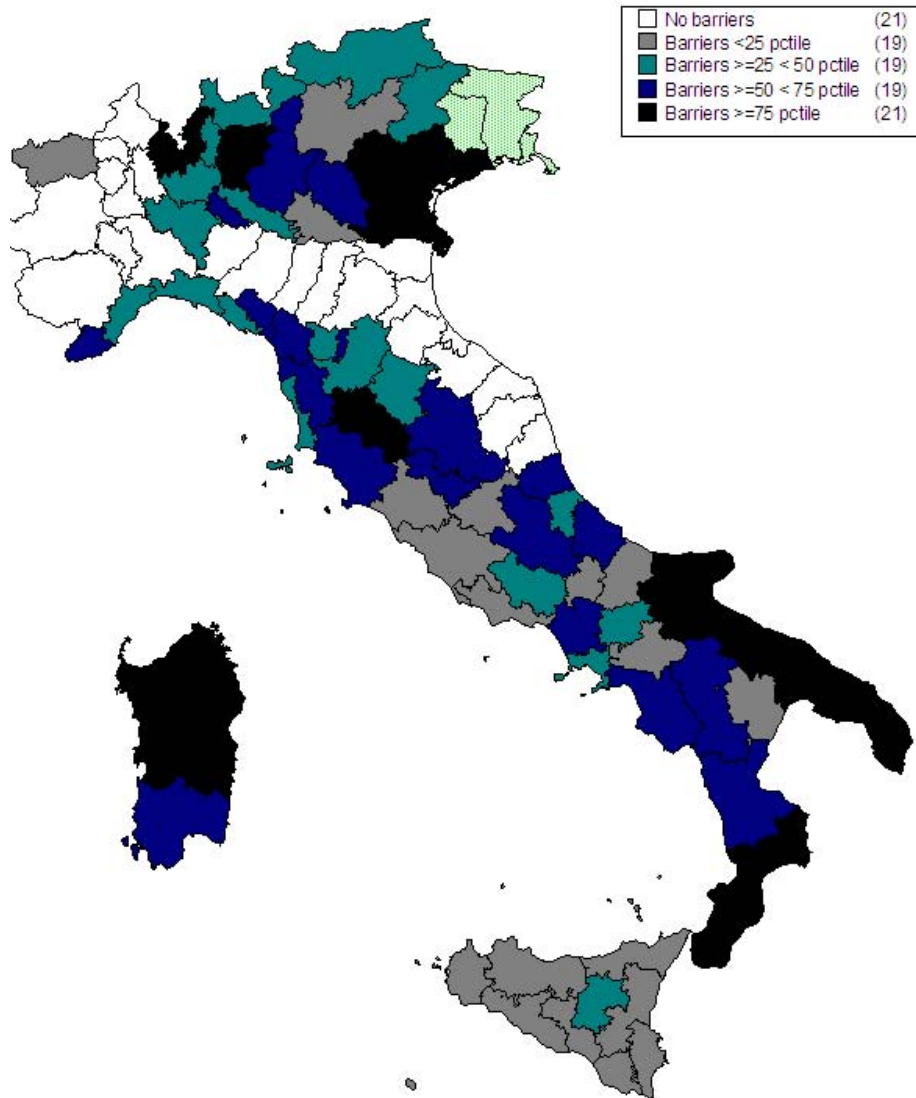 No barriers (21)
Barriers <25 pctile (19)
Barriers >=25 < 50 pctile (19)
Barriers >=50 < 75 pctile (19)
Barriers >=75 pctile (21)